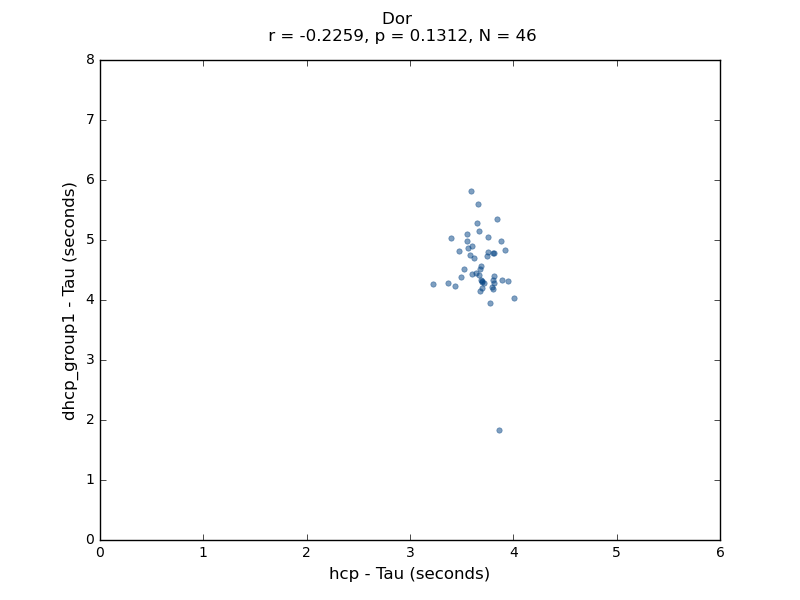 Dor
r = -0.2259, p = 0.1312, N = 46
8
7
6
5
4
3
2
1
0
dhcp_group1 - Tau (seconds)
0 1 2 3 4 5 6
hcp - Tau (seconds)